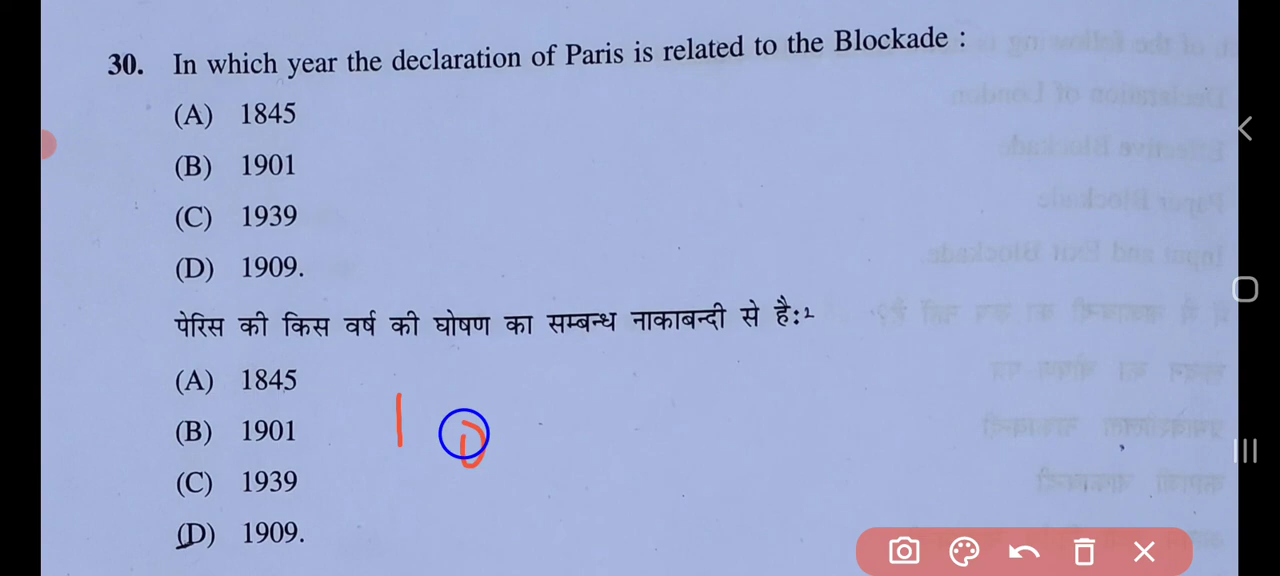 30. In which year the declaration of Paris is related to the Blockade :
(A) 1845
(B) 1901
(C) 1939
(D) 1909.
पेरिस की किस वर्ष की घोषण का सम्बन्ध नाकाबन्दी से है:¹
(A) 1845
(B) 1901
(C) 1939
(D) 1909.